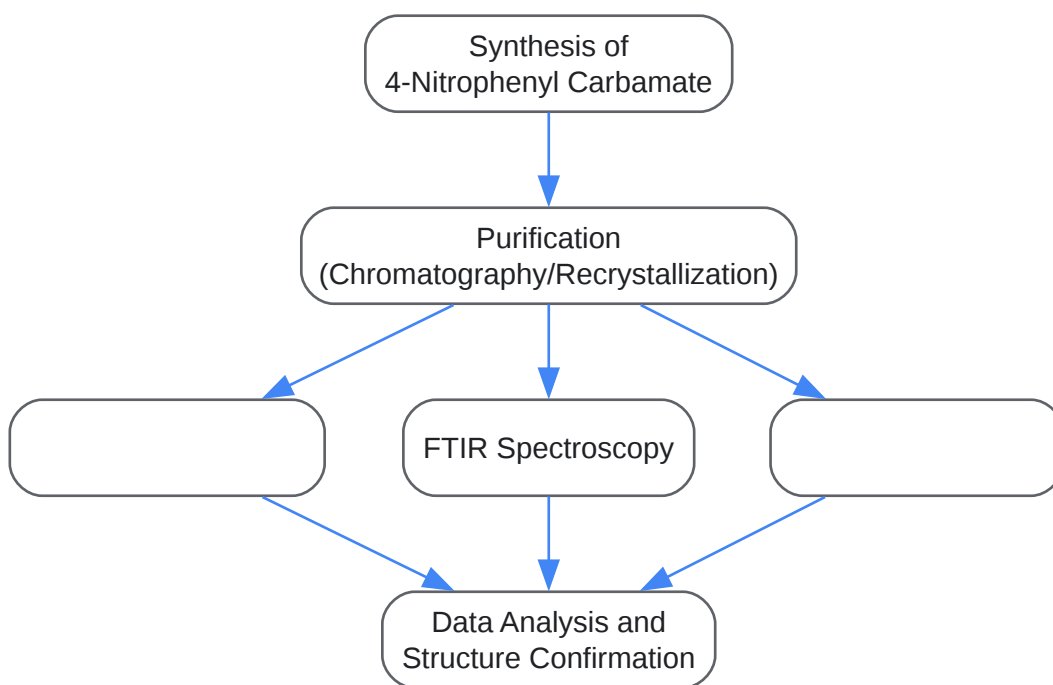 Synthesis of
4-Nitrophenyl Carbamate
Purification
(Chromatography/Recrystallization)
FTIR Spectroscopy
Data Analysis and
Structure Confirmation